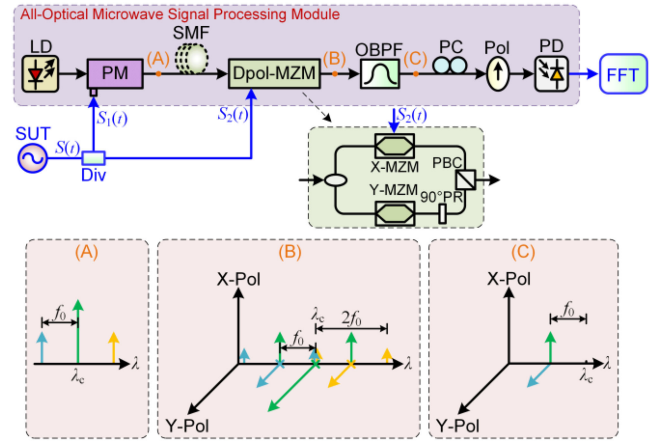 All-Optical Microwave Signal Processing Module
LD
PM
(A)
SMF
Dpol-MZM
(B)
OBPF
(C)
PC
Pol
PD
FFT
S1(t)
S2(t)
SUT
S(t)
Div
S2(t)
X-MZM
Y-MZM
90°PR
PBC
(A)
f0
λc
λ
(B)
X-Pol
λc
2f0
f0
λ
Y-Pol
(C)
X-Pol
f0
λc
λ
Y-Pol